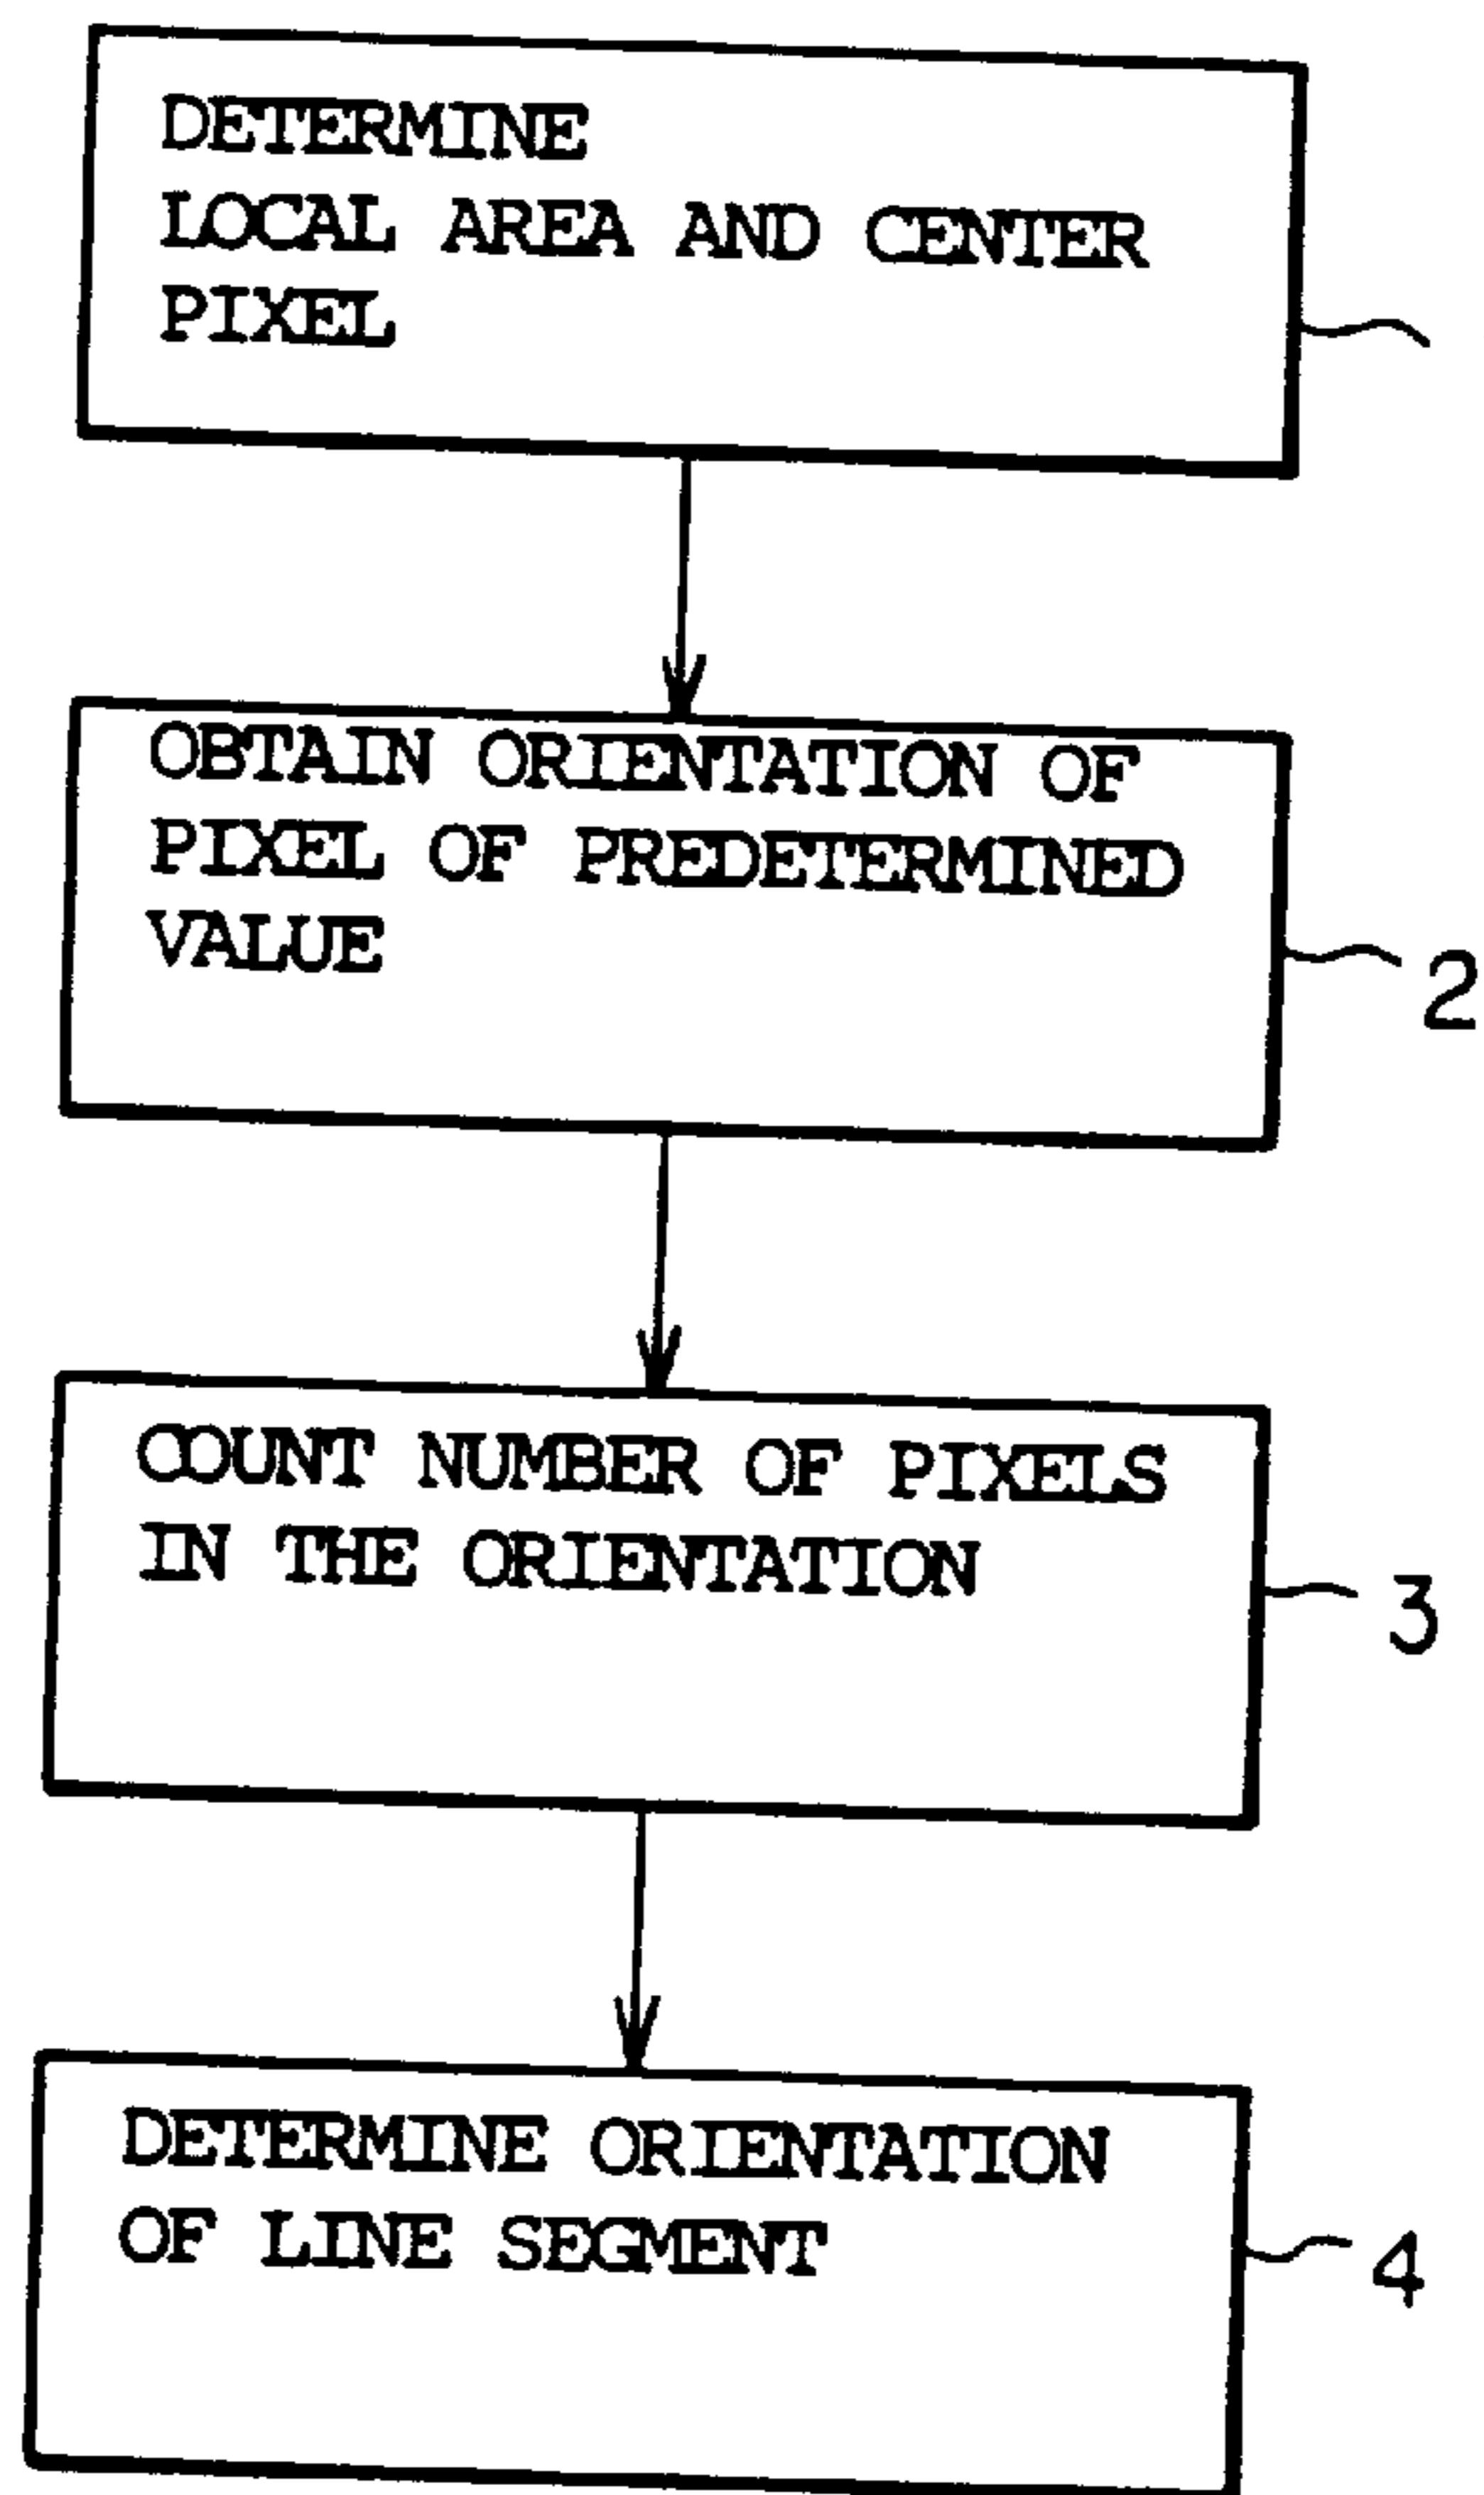 DETERMINE
LOCAL AREA AND CENTER
PIXEL
OBTAIN ORIENTATION OF
PIXEL OF PREDETERMINED
VALUE
2
COUNT NUMBER OF PIXELS
IN THE ORIENTATION
3
DETERMINE ORIENTATION
OF LINE SEGMENT
4